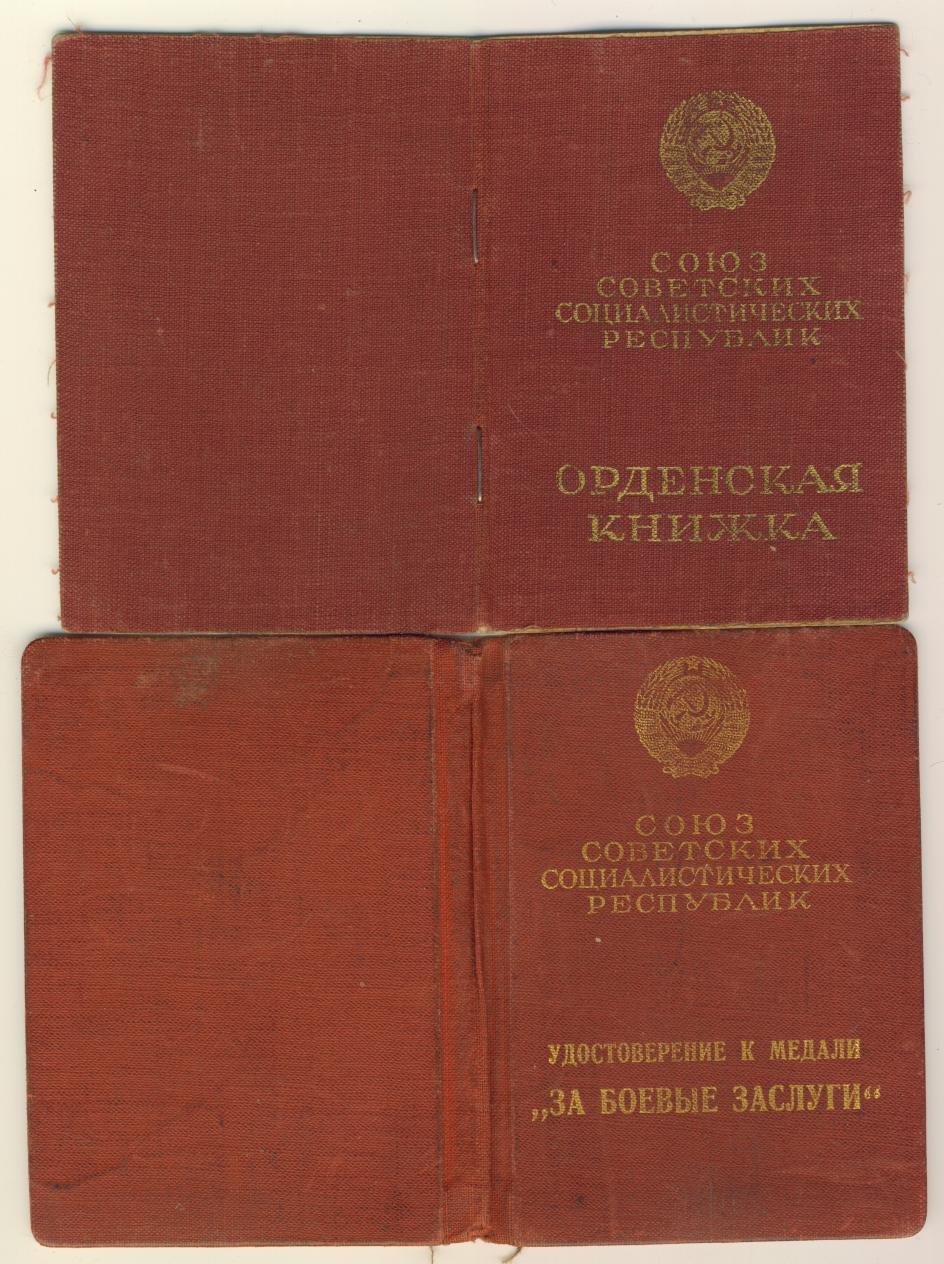 СОЮЗ
СОВЕТСКИХ
СОЦИАЛИСТИЧЕСКИХ
РЕСПУБЛИК
ОРДЕНСКАЯ
КНИЖКА
СОЮЗ
СОВЕТСКИХ
СОЦИАЛИСТИЧЕСКИХ
РЕСПУБЛИК
УДОСТОВЕРЕНИЕ К МЕДАЛИ
„ЗА БОЕВЫЕ ЗАСЛУГИ“